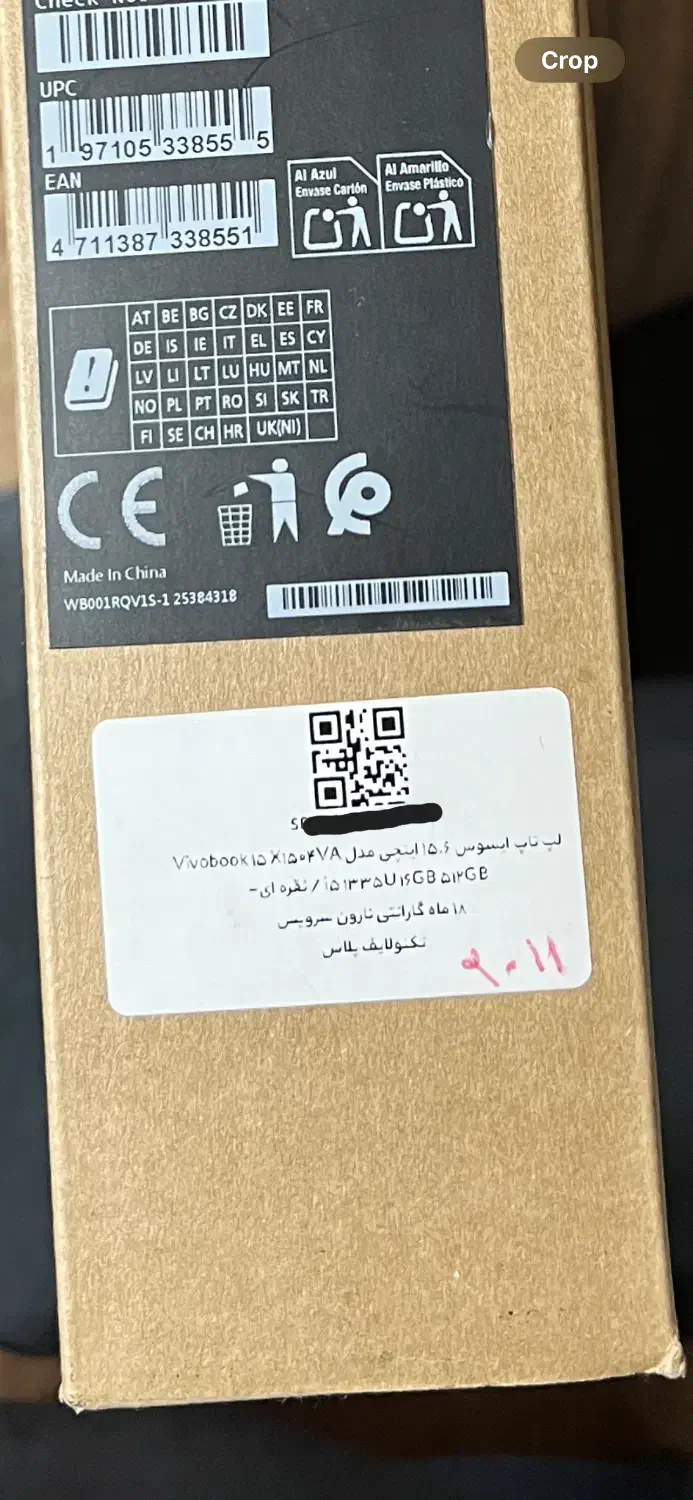 Crop
UPC
1 97105 33855 5
EAN
4 711387 338551
Al Azul
Envase Cartón
Al Amarillo
Envase Plástico
AT BE BG CZ DK EE FR
DE IS IE IT EL ES CY
LV LI LT LU HU MT NL
NO PL PT RO SI SK TR
FI SE CH HR UK(NI)
CE
Made In China
WB001RQV1S-1 25384318
لپ تاپ ایسوس ۱۵.۶ اینچی مدل Vivobook ۱۵ X۱۵۰۴VA
i۵ ۱۳۳۵U ۱۶GB ۵۱۲GB / نقره ای-
۱۸ ماه گارانتی نارون سرویس
تکنولایف پلاس